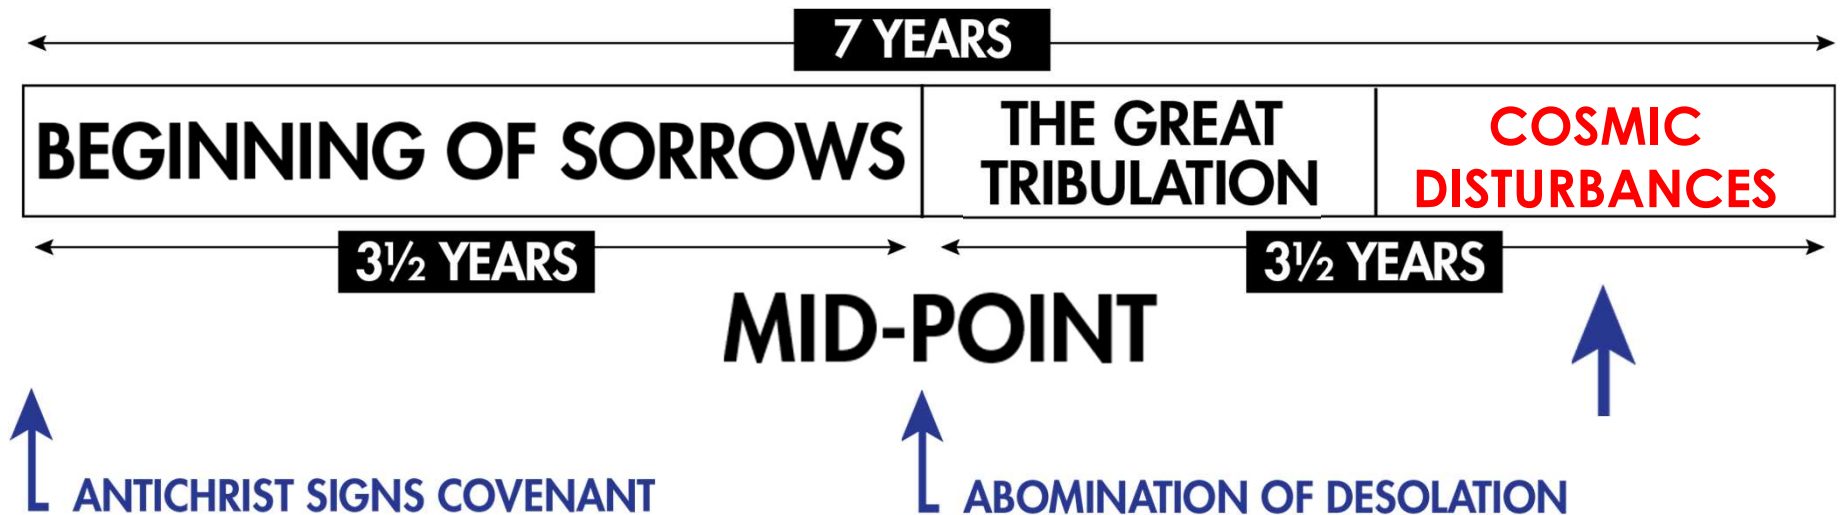 7 YEARS
BEGINNING OF SORROWS
THE GREAT
TRIBULATION
COSMIC
DISTURBANCES
3½ YEARS
3½ YEARS
MID-POINT
ANTICHRIST SIGNS COVENANT
ABOMINATION OF DESOLATION